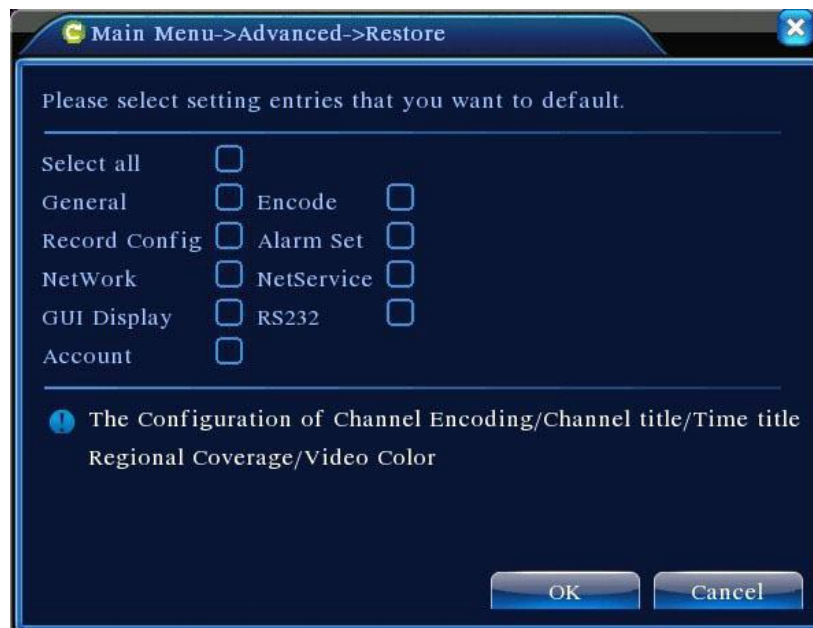 Main Menu->Advanced->Restore
Please select setting entries that you want to default.
Select all
General Encode
Record Config Alarm Set
NetWork NetService
GUI Display RS232
Account
The Configuration of Channel Encoding/Channel title/Time title
Regional Coverage/Video Color
OK Cancel